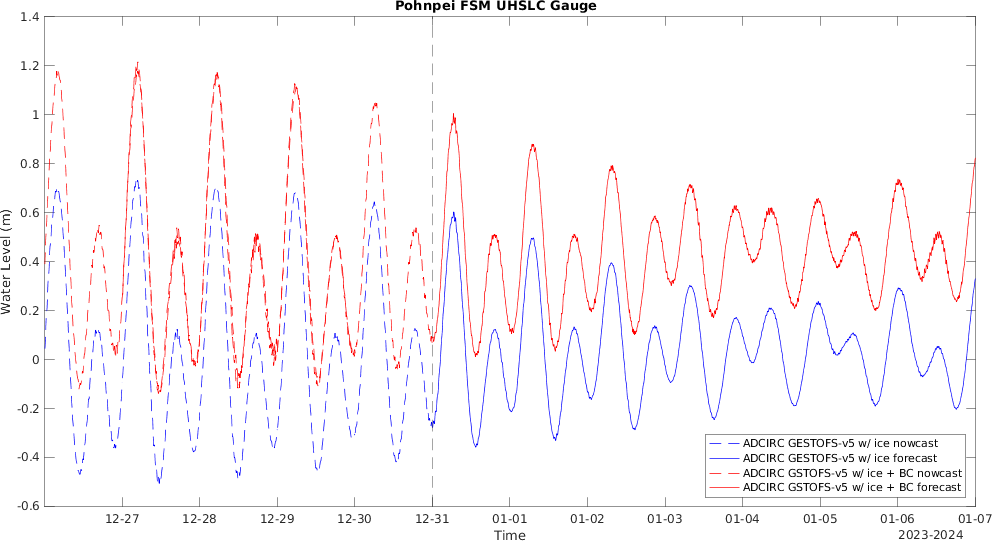 Pohnpei FSM UHSLC Gauge
Water Level (m)
1.4
1.2
1
0.8
0.6
0.4
0.2
0
-0.2
-0.4
-0.6
ADCIRC GESTOFS-v5 w/ ice nowcast
ADCIRC GESTOFS-v5 w/ ice forecast
ADCIRC GSTOFS-v5 w/ ice + BC nowcast
ADCIRC GSTOFS-v5 w/ ice + BC forecast
12-27 12-28 12-29 12-30 12-31 01-01 01-02 01-03 01-04 01-05 01-06 01-07
Time
2023-2024